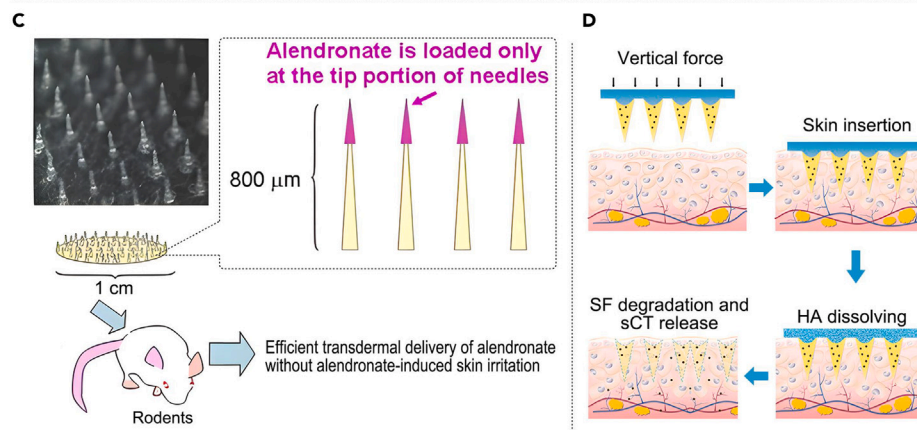 C
Alendronate is loaded only
at the tip portion of needles
800 μm
1 cm
Rodents
Efficient transdermal delivery of alendronate
without alendronate-induced skin irritation
D
Vertical force
Skin insertion
HA dissolving
SF degradation and
sCT release